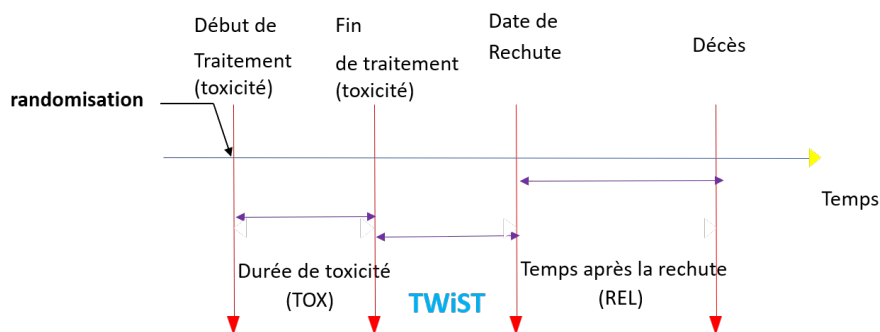 Début de
Traitement
(toxicité)
Fin
de traitement
(toxicité)
Date de
Rechute
Décès
randomisation
Temps
Durée de toxicité
(TOX)
TWiST
Temps après la rechute
(REL)